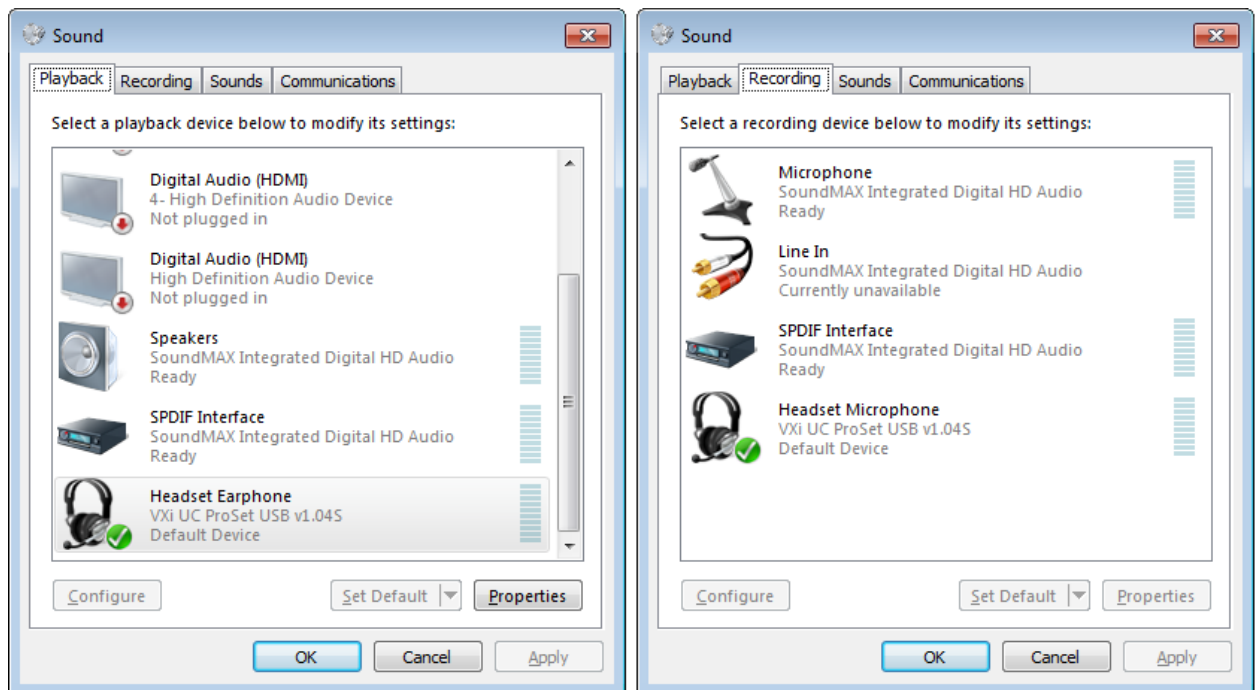 Sound
Playback Recording Sounds Communications
Select a playback device below to modify its settings:
Digital Audio (HDMI)
4- High Definition Audio Device
Not plugged in
Digital Audio (HDMI)
High Definition Audio Device
Not plugged in
Speakers
SoundMAX Integrated Digital HD Audio
Ready
SPDIF Interface
SoundMAX Integrated Digital HD Audio
Ready
Headset Earphone
VXi UC ProSet USB v1.04S
Default Device
Configure Set Default Properties
OK Cancel Apply
Sound
Playback Recording Sounds Communications
Select a recording device below to modify its settings:
Microphone
SoundMAX Integrated Digital HD Audio
Ready
Line In
SoundMAX Integrated Digital HD Audio
Currently unavailable
SPDIF Interface
SoundMAX Integrated Digital HD Audio
Ready
Headset Microphone
VXi UC ProSet USB v1.04S
Default Device
Configure Set Default Properties
OK Cancel Apply